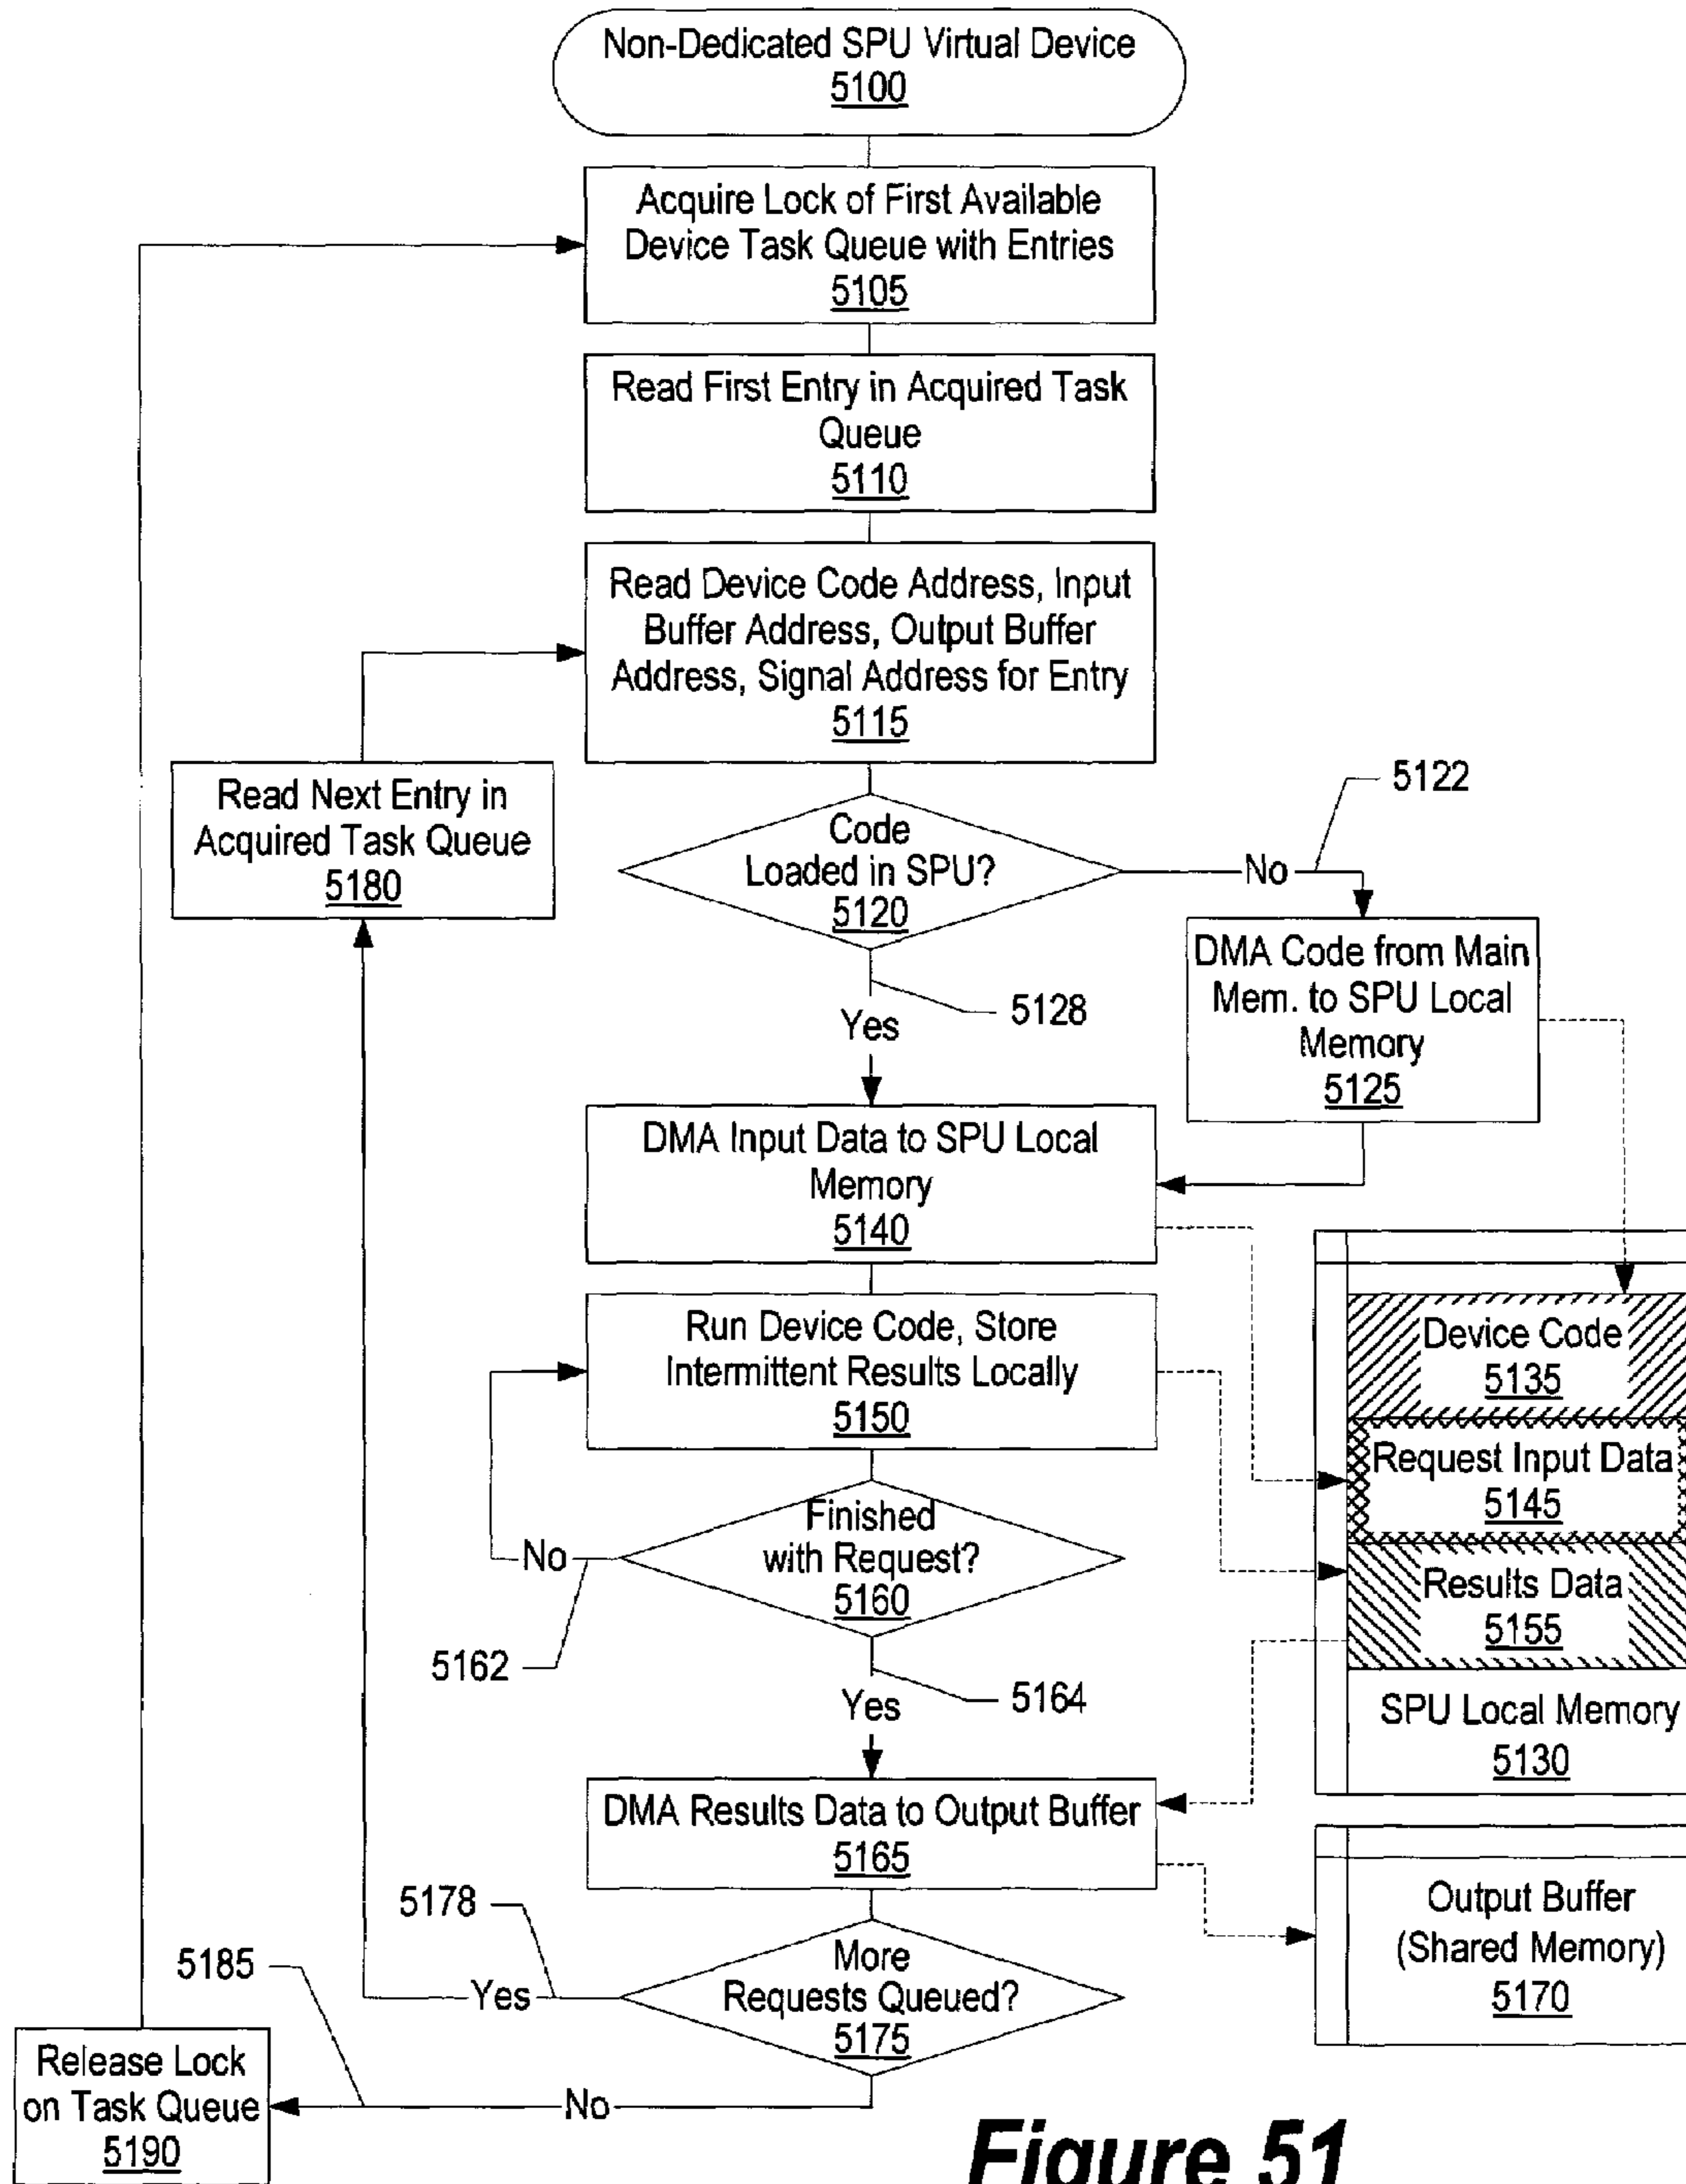 Non-Dedicated SPU Virtual Device
5100
Acquire Lock of First Available
Device Task Queue with Entries
5105
Read First Entry in Acquired Task
Queue
5110
Read Device Code Address, Input
Buffer Address, Output Buffer
Address, Signal Address for Entry
5115
Read Next Entry in
Acquired Task Queue
5180
Code
Loaded in SPU?
5120
No
5122
5128
Yes
DMA Code from Main
Mem. to SPU Local
Memory
5125
DMA Input Data to SPU Local
Memory
5140
Run Device Code, Store
Intermittent Results Locally
5150
Device Code
5135
Request Input Data
5145
Results Data
5155
SPU Local Memory
5130
Finished
with Request?
5160
No
5162
5164
Yes
DMA Results Data to Output Buffer
5165
Output Buffer
(Shared Memory)
5170
5178
More
Requests Queued?
5175
Yes
5185
No
Release Lock
on Task Queue
5190
Figure 51